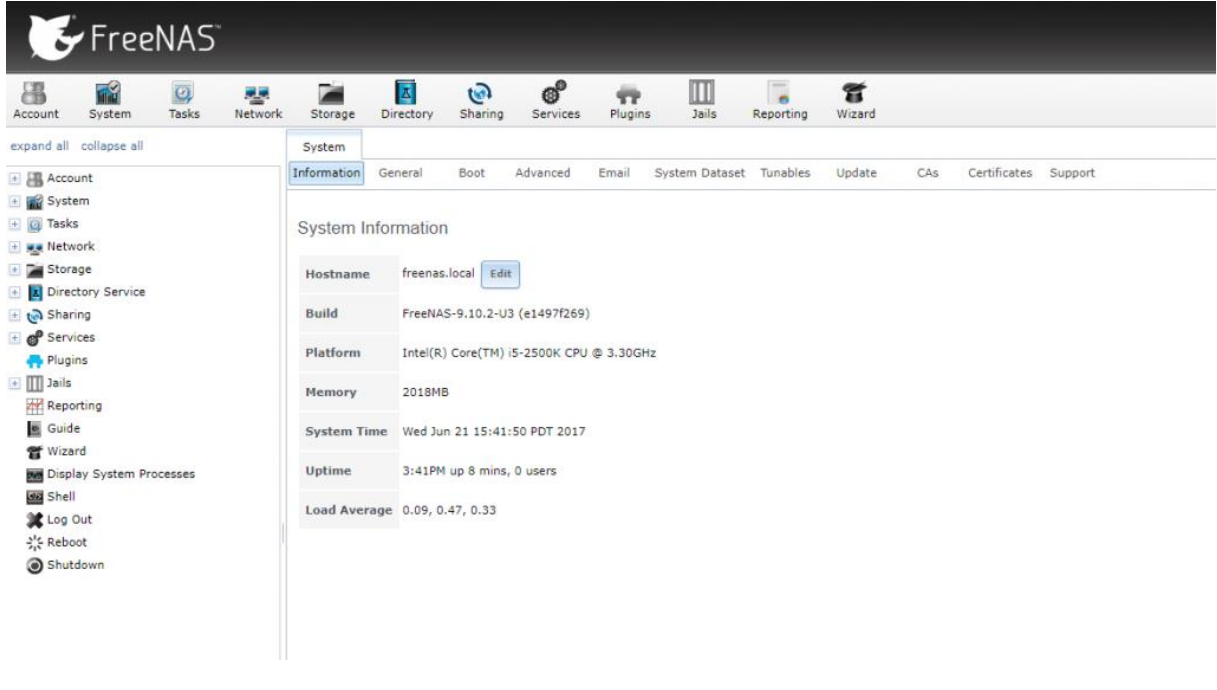 FreeNAS™
Account System Tasks Network Storage Directory Sharing Services Plugins Jails Reporting Wizard
expand all collapse all
Account
System
Tasks
Network
Storage
Directory Service
Sharing
Services
Plugins
Jails
Reporting
Guide
Wizard
Display System Processes
Shell
Log Out
Reboot
Shutdown
System
Information General Boot Advanced Email System Dataset Tunables Update CAs Certificates Support
System Information
Hostname freenas.local Edit
Build FreeNAS-9.10.2-U3 (e1497f269)
Platform Intel(R) Core(TM) i5-2500K CPU @ 3.30GHz
Memory 2018MB
System Time Wed Jun 21 15:41:50 PDT 2017
Uptime 3:41PM up 8 mins, 0 users
Load Average 0.09, 0.47, 0.33